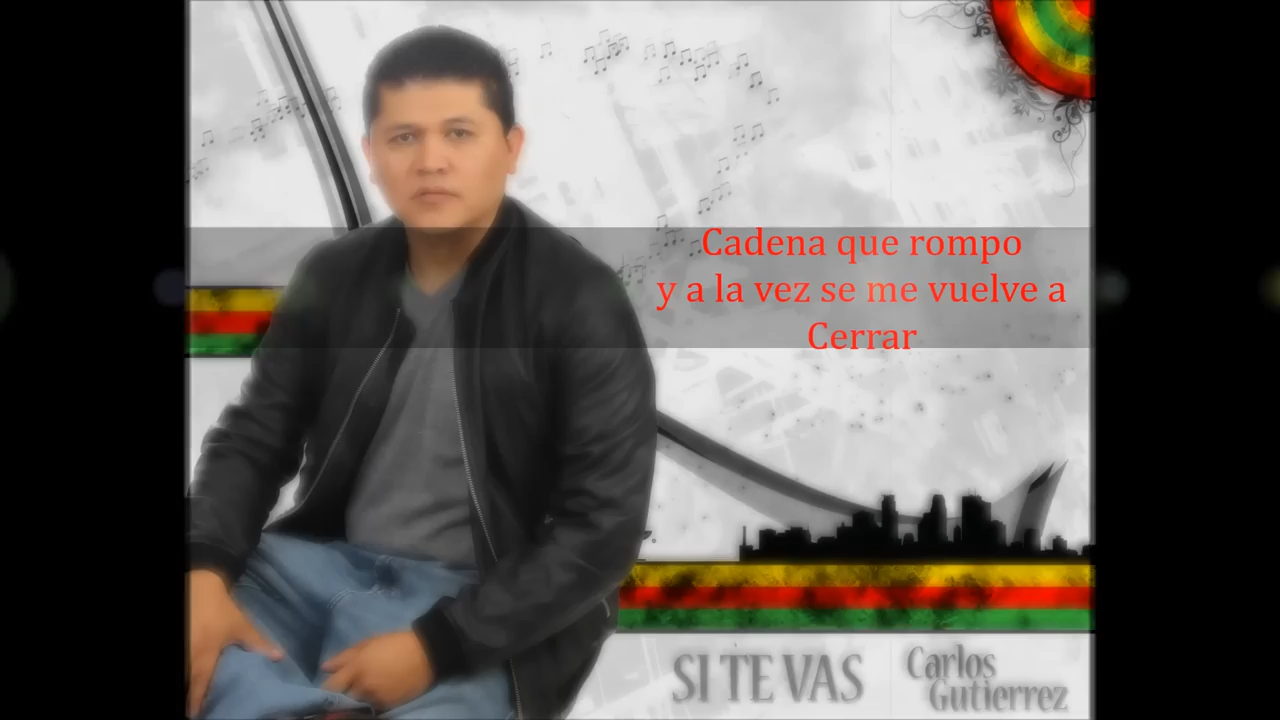 Cadena que rompo
y a la vez se me vuelve a
Cerrar
SI TE VAS
Carlos
Gutierrez